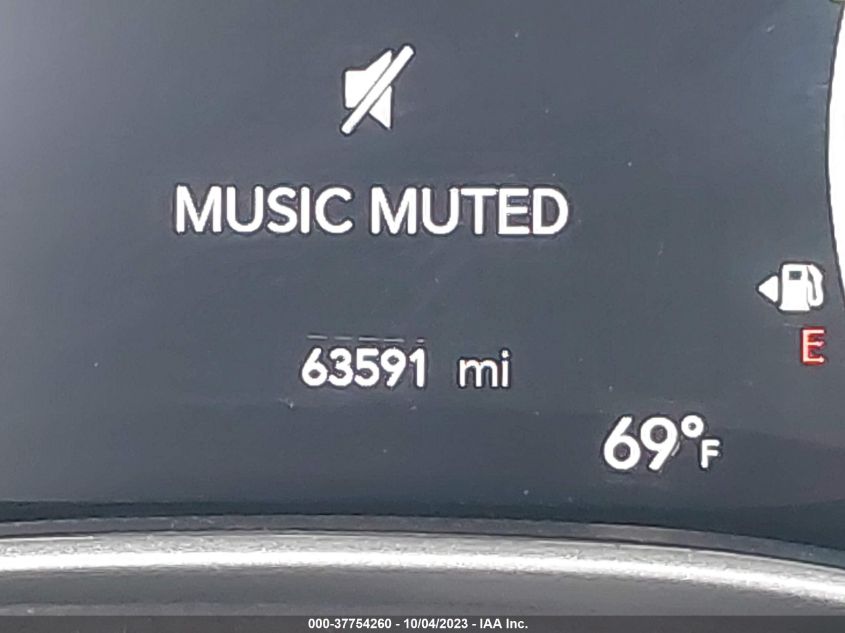 MUSIC MUTED
E
63591 mi
69°F
000-37754260 - 10/04/2023 - IAA Inc.